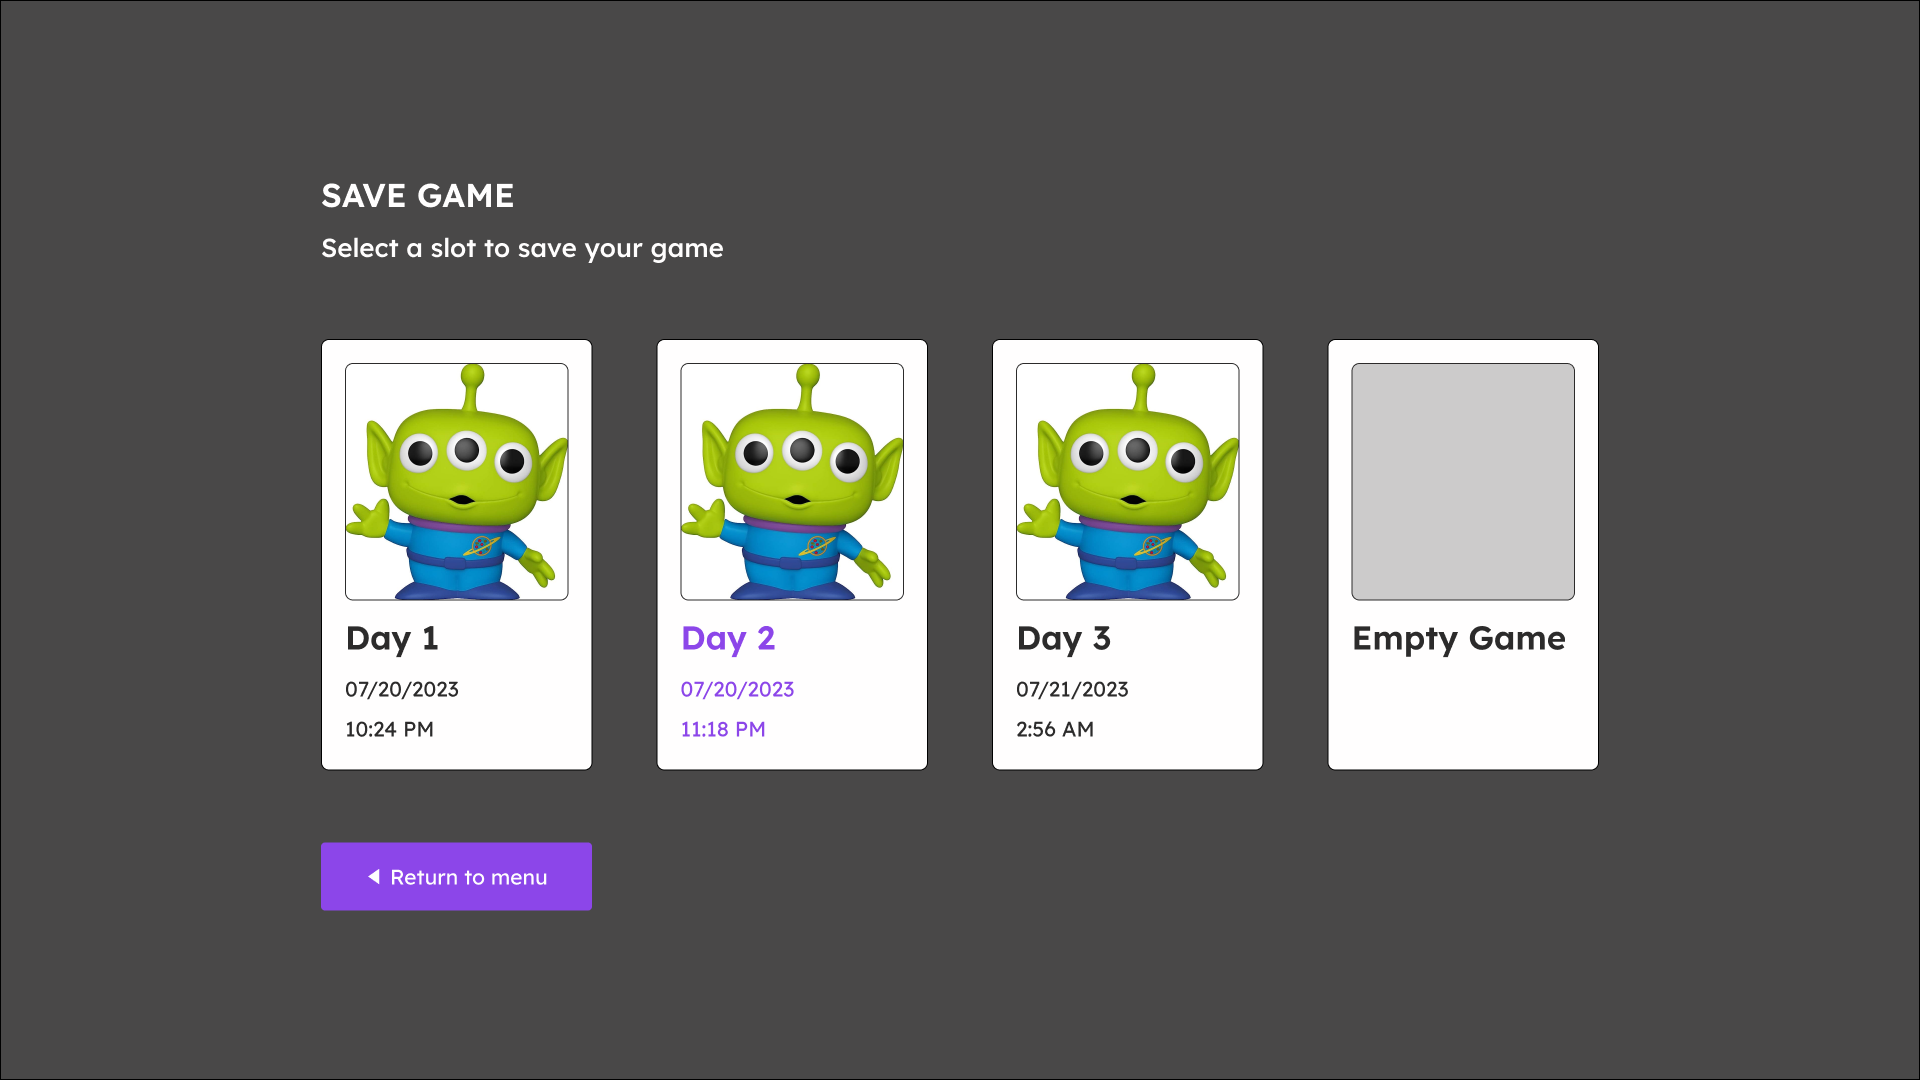 SAVE GAME
Select a slot to save your game
Day 1
07/20/2023
10:24 PM
Day 2
07/20/2023
11:18 PM
Day 3
07/21/2023
2:56 AM
Empty Game
Return to menu